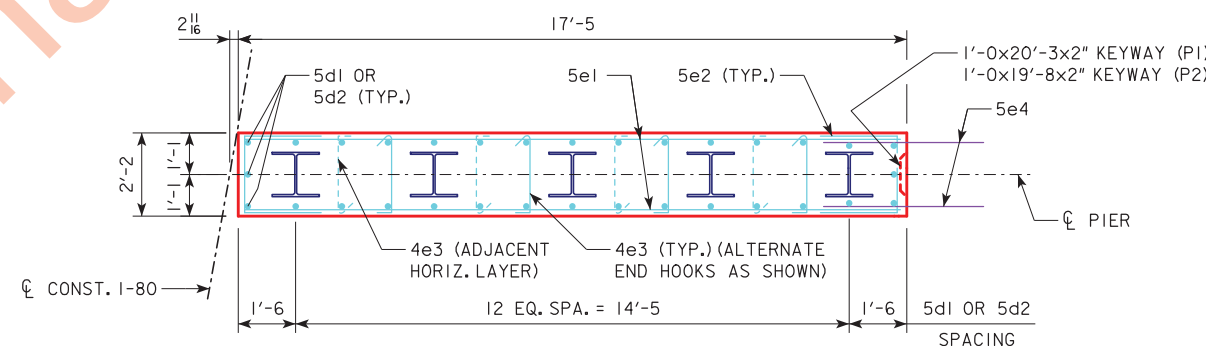 2 11/16
17'-5
1'-0x20'-3x2" KEYWAY (P1)
1'-0x19'-8x2" KEYWAY (P2)
5d1 OR
5d2 (TYP.)
5e1
5e2 (TYP.)
5e4
2'-2
1'-1
1'-1
℄ PIER
4e3 (ADJACENT
HORIZ. LAYER)
4e3 (TYP.) (ALTERNATE
END HOOKS AS SHOWN)
℄ CONST. I-80
1'-6
12 EQ. SPA. = 14'-5
1'-6
5d1 OR 5d2
SPACING